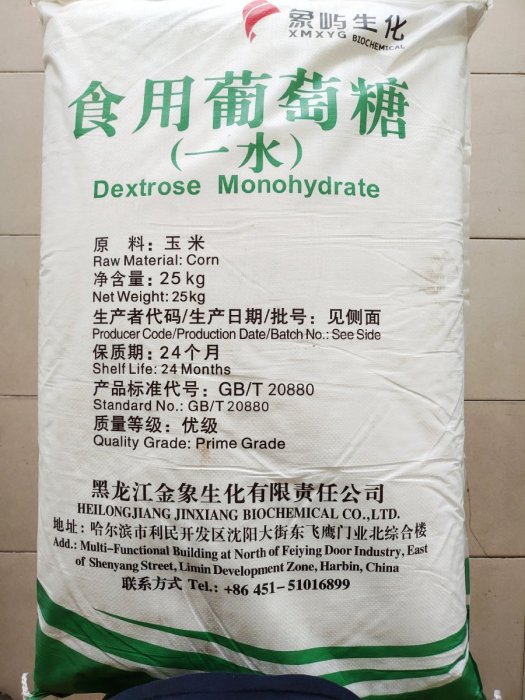 象屿生化
XMXYG BIOCHEMICAL
食用葡萄糖
(一水)
Dextrose Monohydrate
原 料: 玉米
Raw Material: Corn
净含量: 25kg
Net Weight: 25kg
生产者代码/生产日期/批号: 见侧面
Producer Code/Production Date/Batch No.: See Side
保质期: 24个月
Shelf Life: 24 Months
产品标准代号: GB/T 20880
Standard No.: GB/T 20880
质量等级: 优级
Quality Grade: Prime Grade
黑龙江金象生化有限责任公司
HEILONGJIANG JINXIANG BIOCHEMICAL CO.,LTD.
地址: 哈尔滨市利民开发区沈阳大街东飞鹰门业北综合楼
Add.: Multi-Functional Building at North of Feiying Door Industry, East
of Shenyang Street, Limin Development Zone, Harbin, China
联系方式 Tel.: +86 451-51016899